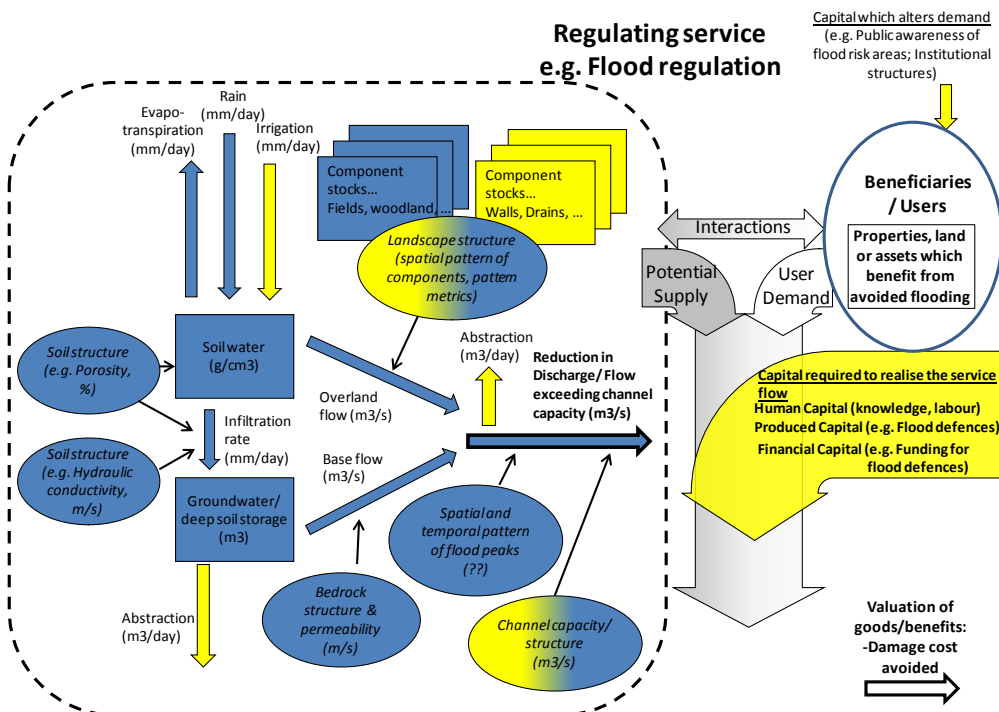 Regulating service
e.g. Flood regulation
Capital which alters demand
(e.g. Public awareness of
flood risk areas; Institutional
structures)
Rain
(mm/day)
Evapo-
transpiration
(mm/day)
Irrigation
(mm/day)
Component
stocks...
Fields, woodland, ...
Component
stocks...
Walls, Drains, ...
Landscape structure
(spatial pattern of
components, pattern
metrics)
Beneficiaries
/ Users
Properties, land
or assets which
benefit from
avoided flooding
Interactions
Potential
Supply
User
Demand
Soil structure
(e.g. Porosity,
%)
Soil water
(g/cm3)
Overland
flow (m3/s)
Abstraction
(m3/day)
Reduction in
Discharge/ Flow
exceeding channel
capacity (m3/s)
Capital required to realise the service
flow
Human Capital (knowledge, labour)
Produced Capital (e.g. Flood defences)
Financial Capital (e.g. Funding for
flood defences)
Infiltration
rate
(mm/day)
Soil structure
(e.g. Hydraulic
conductivity,
m/s)
Base flow
(m3/s)
Groundwater/
deep soil storage
(m3)
Spatial and
temporal pattern
of flood peaks
(??)
Bedrock
structure &
permeability
(m/s)
Channel capacity/
structure
(m3/s)
Abstraction
(m3/day)
Valuation of
goods/benefits:
-Damage cost
avoided